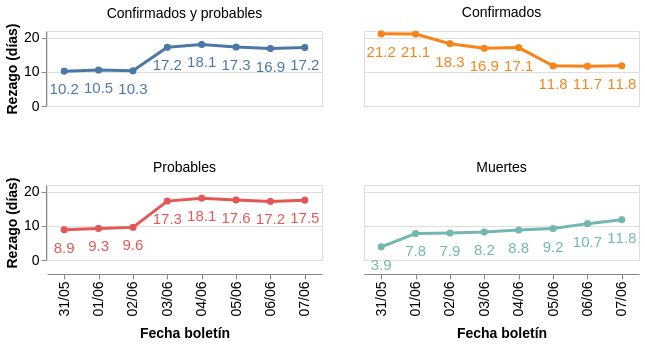 Confirmados y probables
Confirmados
Rezago (días)
20
10
0
10.2 10.5 10.3 17.2 18.1 17.3 16.9 17.2
21.2 21.1 18.3 16.9 17.1 11.8 11.7 11.8
Probables
Muertes
Rezago (días)
20
10
0
8.9 9.3 9.6 17.3 18.1 17.6 17.2 17.5
3.9 7.8 7.9 8.2 8.8 9.2 10.7 11.8
31/05 01/06 02/06 03/06 04/06 05/06 06/06 07/06
31/05 01/06 02/06 03/06 04/06 05/06 06/06 07/06
Fecha boletín
Fecha boletín